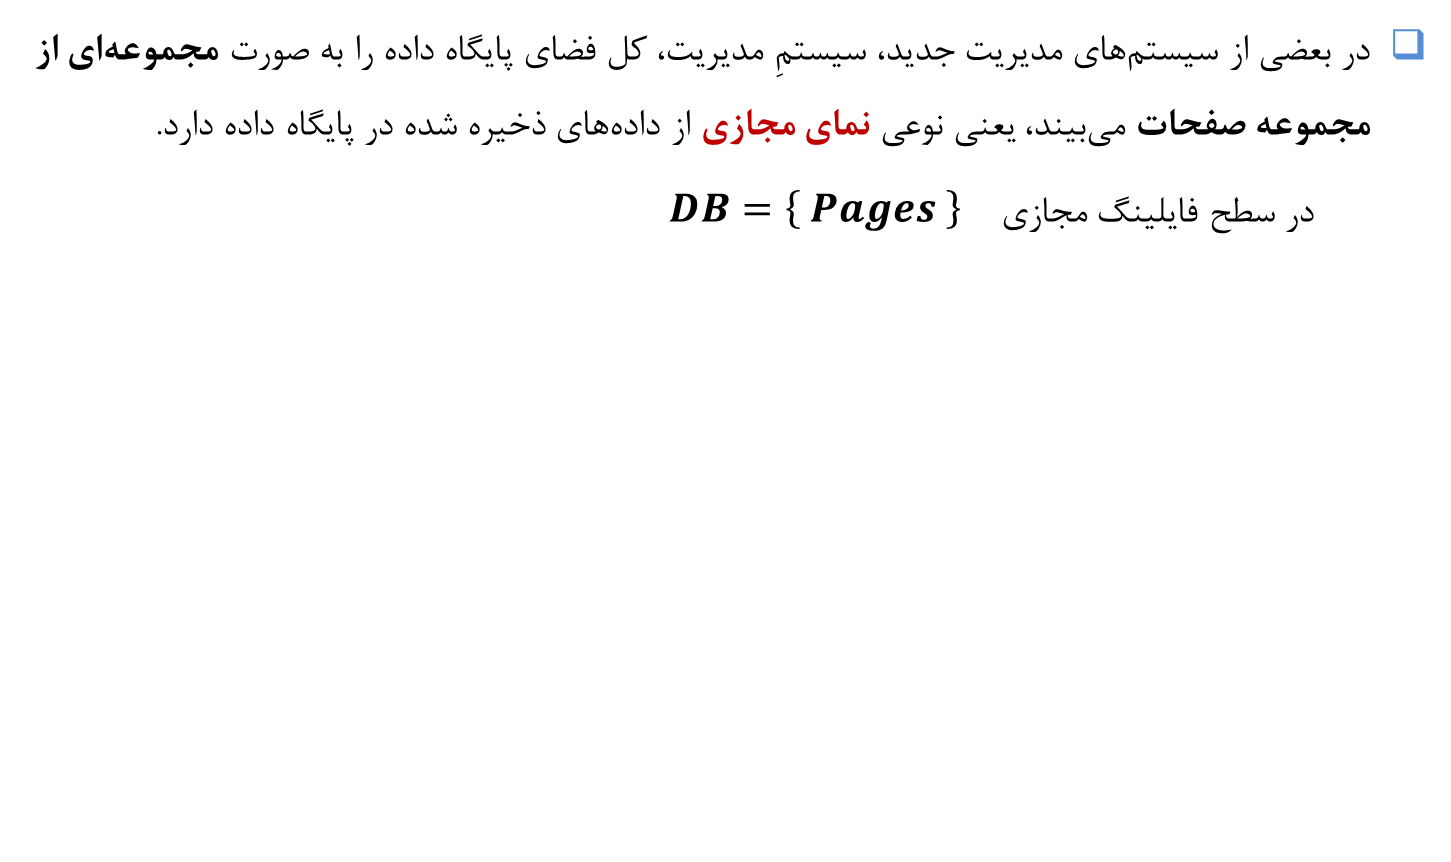 ❑ در بعضی از سیستم‌های مدیریت جدید، سیستمِ مدیریت، کل فضای پایگاه داده را به صورت مجموعه‌ای از
مجموعه صفحات می‌بیند، یعنی نوعی نمای مجازی از داده‌های ذخیره شده در پایگاه داده دارد.
در سطح فایلینگ مجازی DB = { Pages }